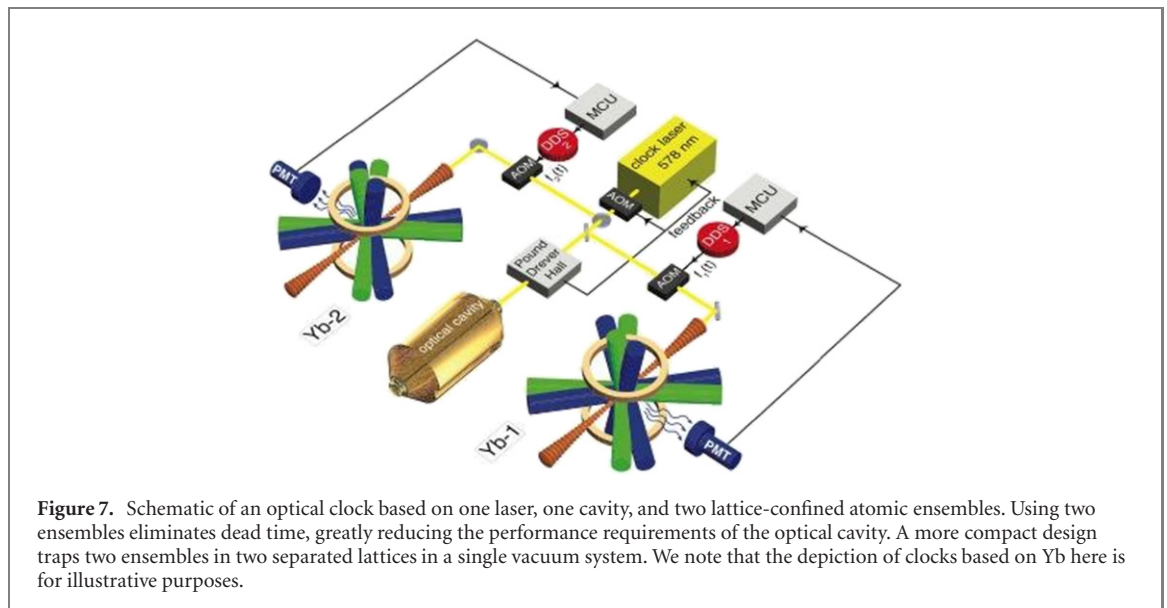 MCU
DDS
2
AOM
f₂(t)
clock laser
578 nm
AOM
feedback
MCU
DDS
1
AOM
f₁(t)
PMT
Pound
Drever
Hall
optical cavity
Yb-2
Yb-1
PMT
Figure 7. Schematic of an optical clock based on one laser, one cavity, and two lattice-confined atomic ensembles. Using two
ensembles eliminates dead time, greatly reducing the performance requirements of the optical cavity. A more compact design
traps two ensembles in two separated lattices in a single vacuum system. We note that the depiction of clocks based on Yb here is
for illustrative purposes.